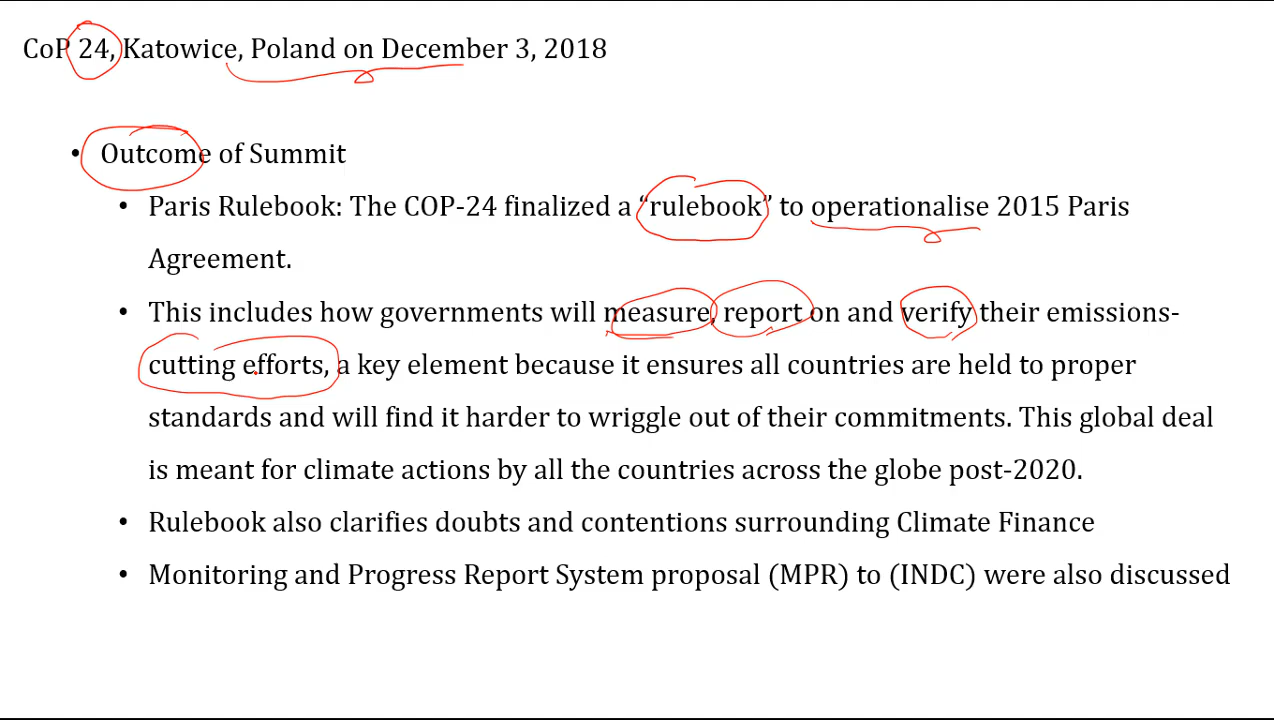 CoP 24, Katowice, Poland on December 3, 2018
• Outcome of Summit
• Paris Rulebook: The COP-24 finalized a “rulebook” to operationalise 2015 Paris
Agreement.
• This includes how governments will measure, report on and verify their emissions-
cutting efforts, a key element because it ensures all countries are held to proper
standards and will find it harder to wriggle out of their commitments. This global deal
is meant for climate actions by all the countries across the globe post-2020.
• Rulebook also clarifies doubts and contentions surrounding Climate Finance
• Monitoring and Progress Report System proposal (MPR) to (INDC) were also discussed